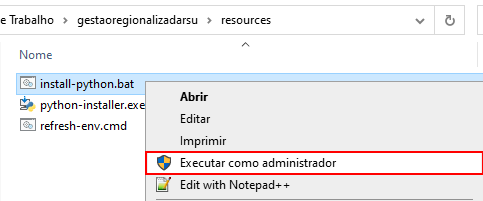 e Trabalho > gestaoregionalizadarsu > resources
Nome
install-python.bat
Abrir
python-installer.exe
Editar
refresh-env.cmd
Imprimir
Executar como administrador
Edit with Notepad++